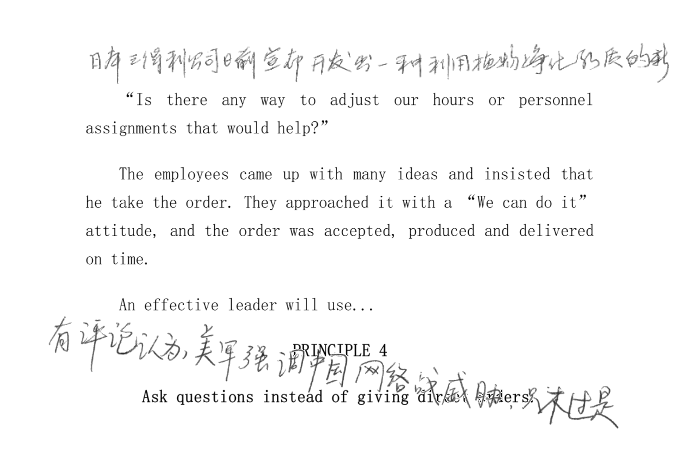 日本三得利公司日前宣布开发出一种利用植物净化水质的新
“Is there any way to adjust our hours or personnel
assignments that would help?”
The employees came up with many ideas and insisted that
he take the order. They approached it with a “We can do it”
attitude, and the order was accepted, produced and delivered
on time.
An effective leader will use...
有评论认为,美军强调中国网络战威胁,只不过是
PRINCIPLE 4
Ask questions instead of giving direct orders.